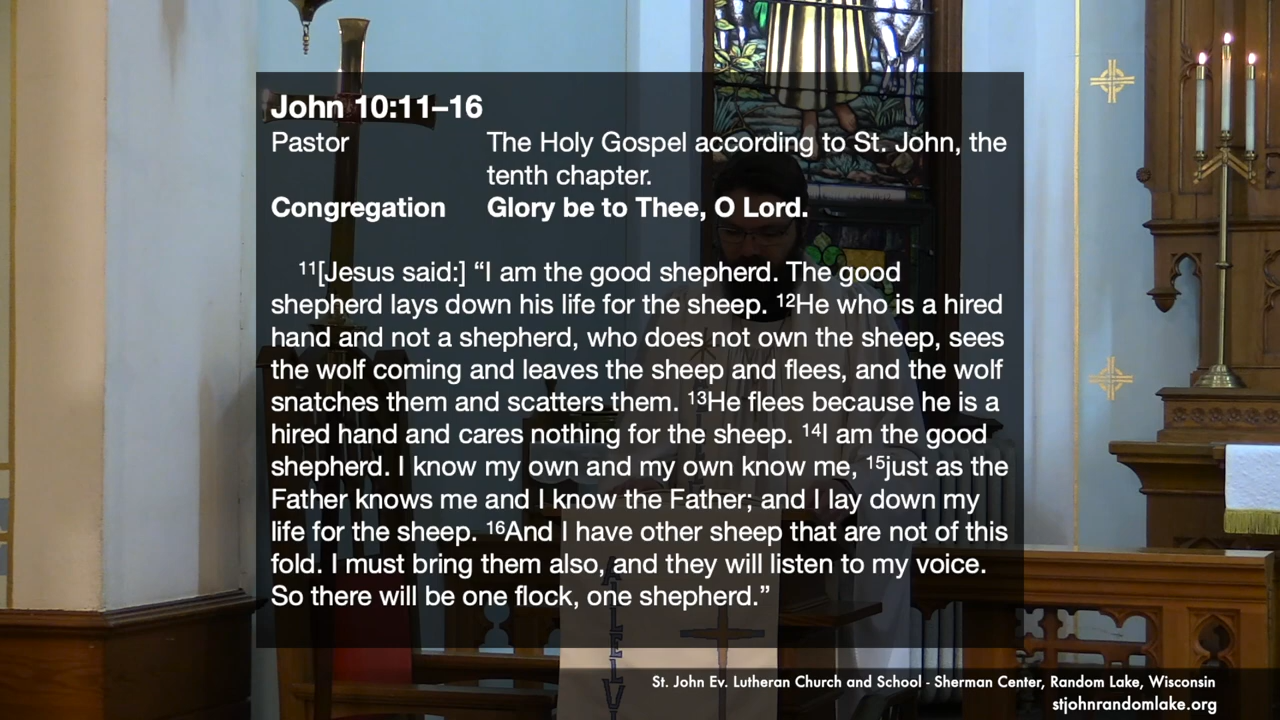 John 10:11–16
Pastor The Holy Gospel according to St. John, the
tenth chapter.
Congregation Glory be to Thee, O Lord.
¹¹[Jesus said:] “I am the good shepherd. The good
shepherd lays down his life for the sheep. ¹²He who is a hired
hand and not a shepherd, who does not own the sheep, sees
the wolf coming and leaves the sheep and flees, and the wolf
snatches them and scatters them. ¹³He flees because he is a
hired hand and cares nothing for the sheep. ¹⁴I am the good
shepherd. I know my own and my own know me, ¹⁵just as the
Father knows me and I know the Father; and I lay down my
life for the sheep. ¹⁶And I have other sheep that are not of this
fold. I must bring them also, and they will listen to my voice.
So there will be one flock, one shepherd.”
St. John Ev. Lutheran Church and School - Sherman Center, Random Lake, Wisconsin
stjohnrandomlake.org